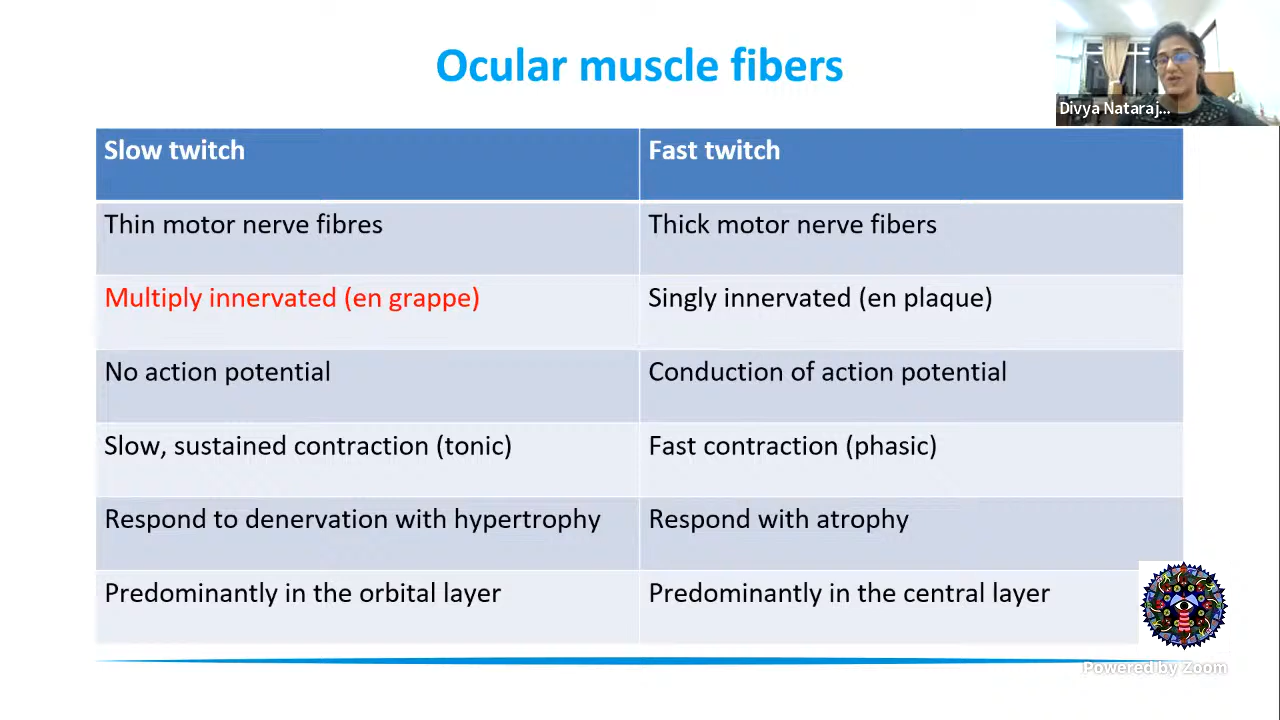 Ocular muscle fibers
Divya Nataraj...
Slow twitch
Fast twitch
Thin motor nerve fibres
Thick motor nerve fibers
Multiply innervated (en grappe)
Singly innervated (en plaque)
No action potential
Conduction of action potential
Slow, sustained contraction (tonic)
Fast contraction (phasic)
Respond to denervation with hypertrophy
Respond with atrophy
Predominantly in the orbital layer
Predominantly in the central layer
Powered by Zoom